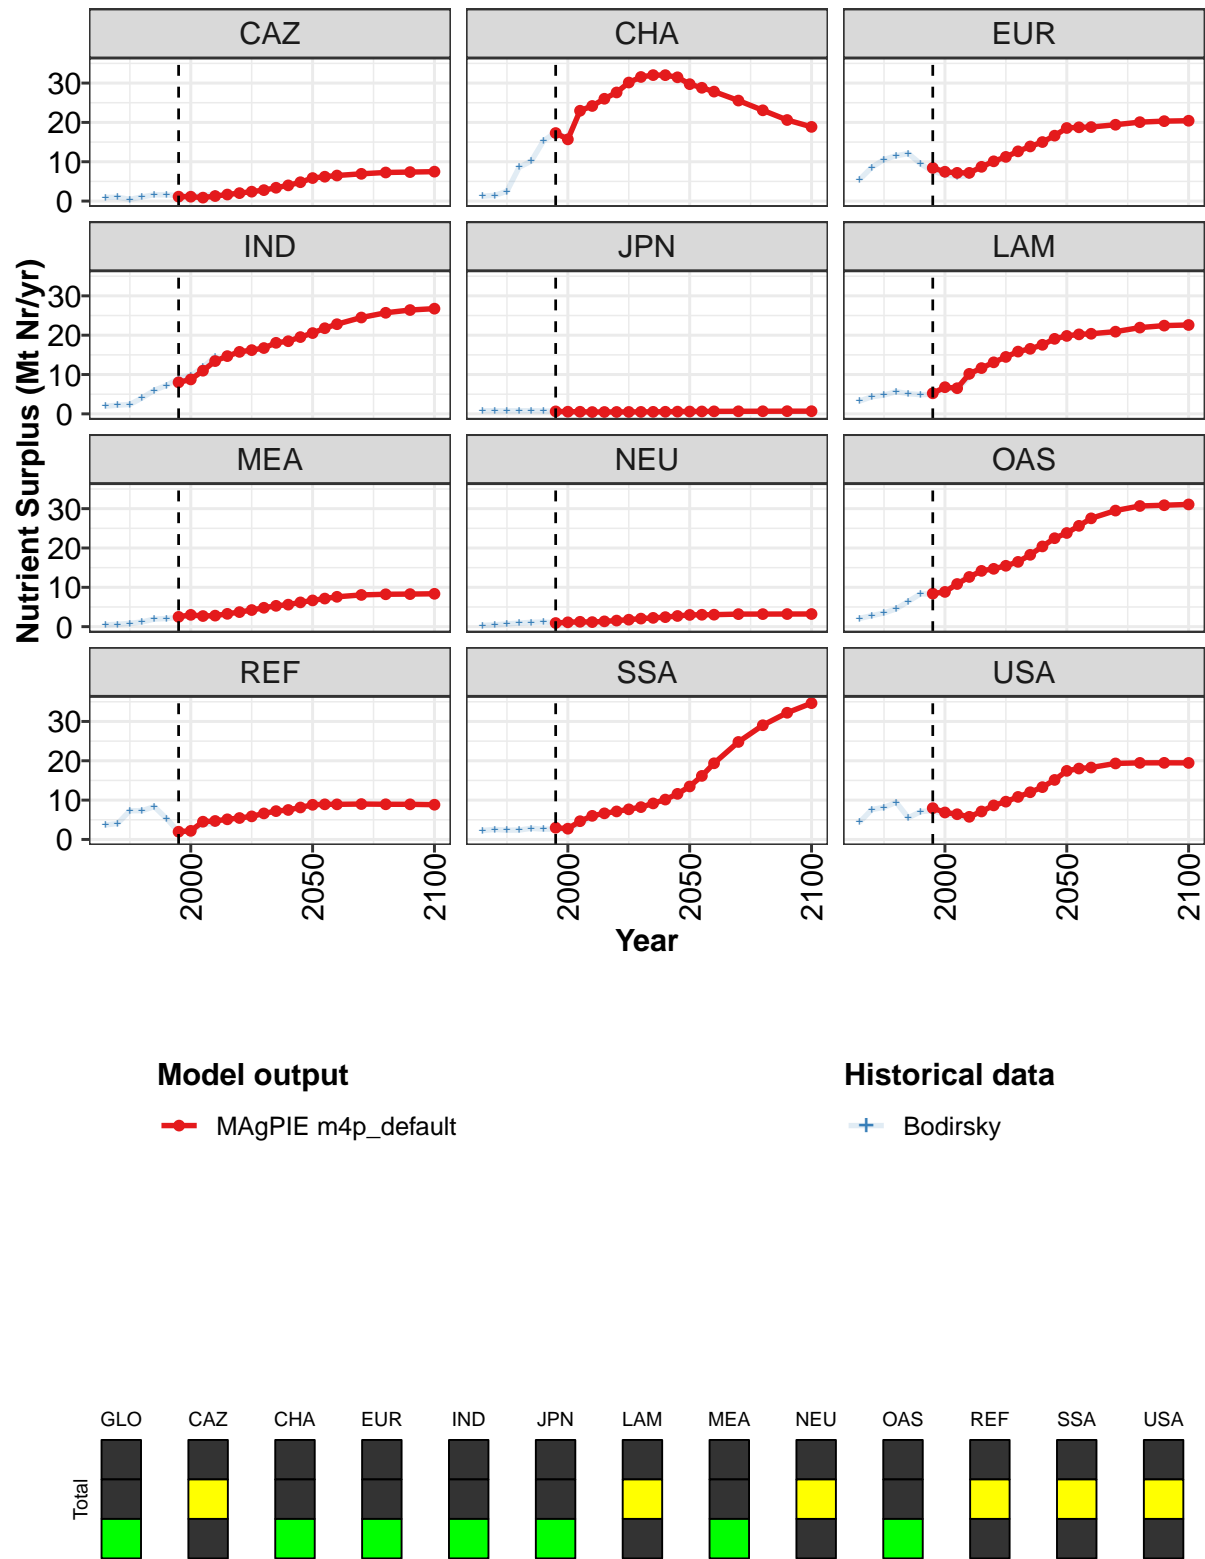 CAZ CHA EUR
30
20
10
0
IND JPN LAM
30
20
10
0
MEA NEU OAS
30
20
10
0
REF SSA USA
30
20
10
0
Nutrient Surplus (Mt Nr/yr)
2000 2050 2100 2000 2050 2100 2000 2050 2100
Year
Model output Historical data
MAgPIE m4p_default Bodirsky
GLO CAZ CHA EUR IND JPN LAM MEA NEU OAS REF SSA USA
Total